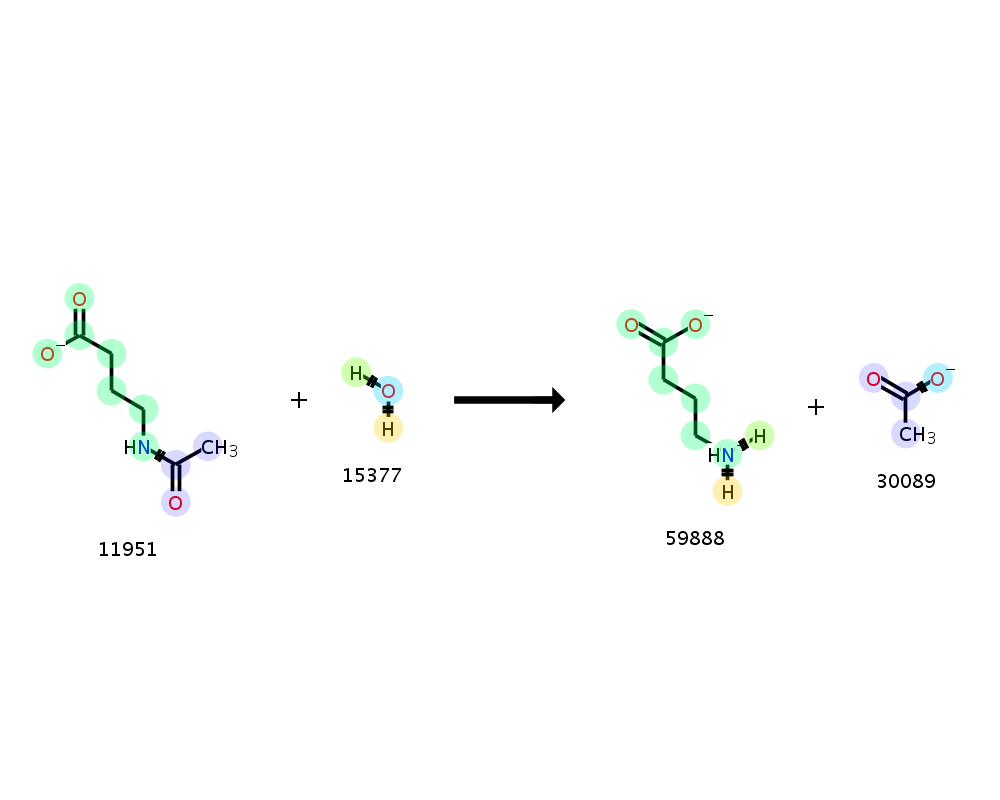 O
O⁻
HN
CH₃
O
11951
+
H
O
H
15377
O
O⁻
HN
H
H
59888
+
O
O⁻
CH₃
30089